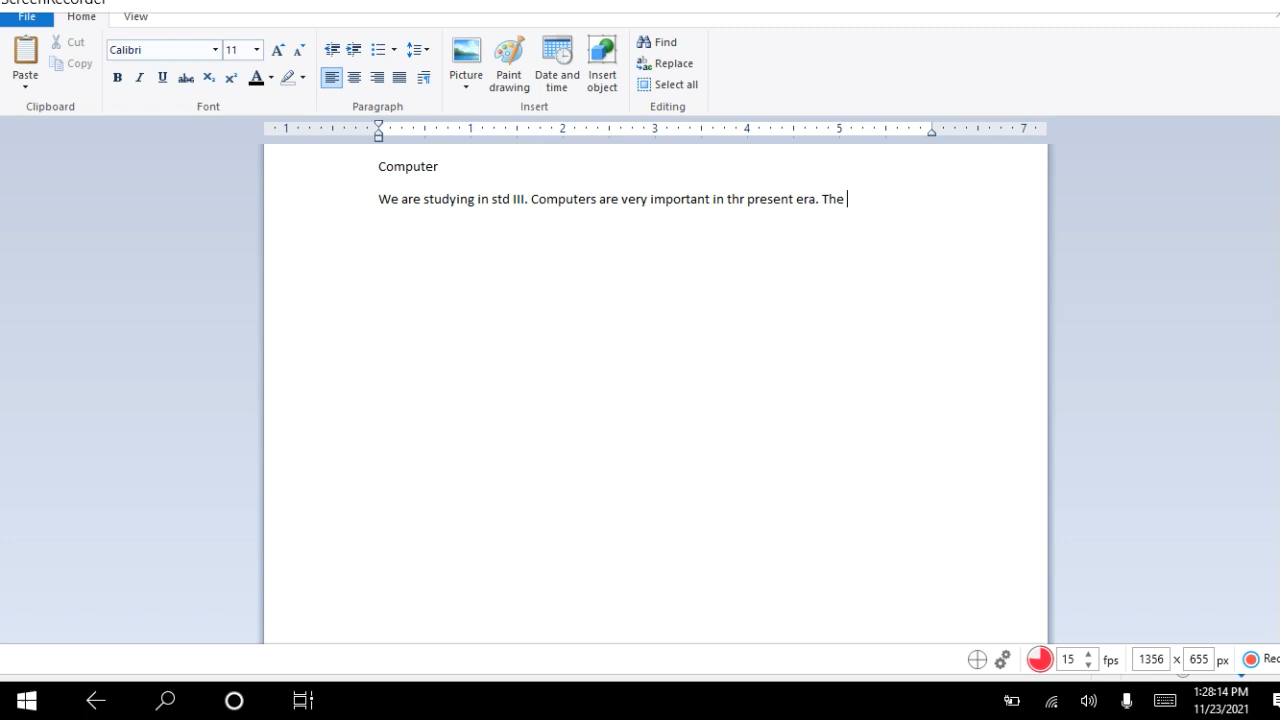 File Home View
Cut
Copy
Paste
Clipboard
Calibri 11
Font
Paragraph
Picture
Paint drawing
Date and time
Insert object
Insert
Find
Replace
Select all
Editing
1 1 2 3 4 5 7
Computer
We are studying in std III. Computers are very important in thr present era. The
15 fps 1356 x 655 px Rec
1:28:14 PM
11/23/2021